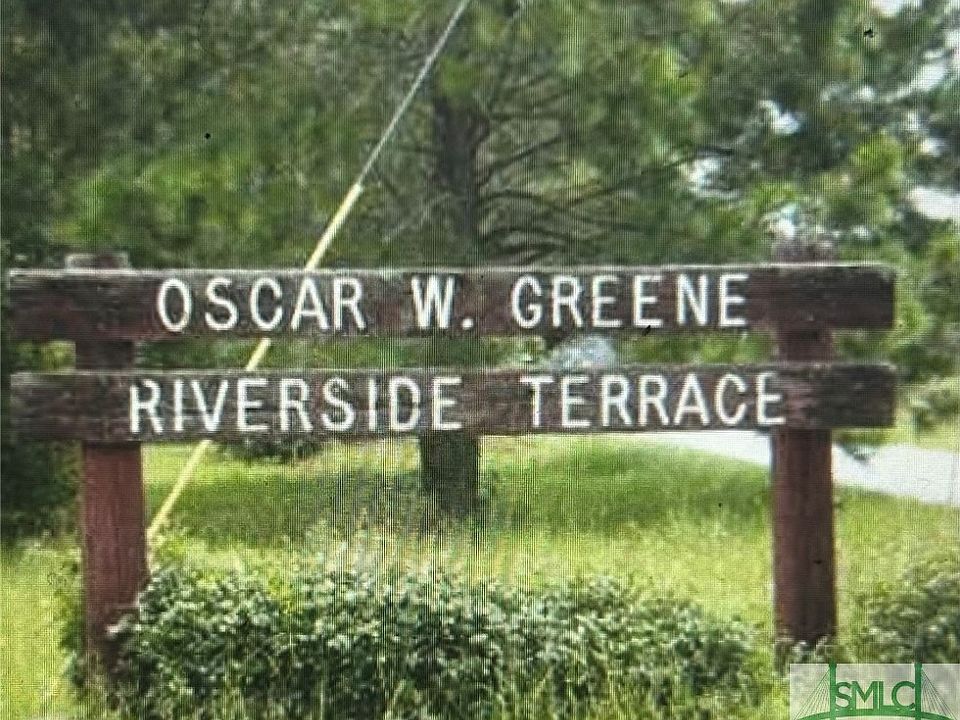 OSCAR W. GREENE
RIVERSIDE TERRACE
SMLC